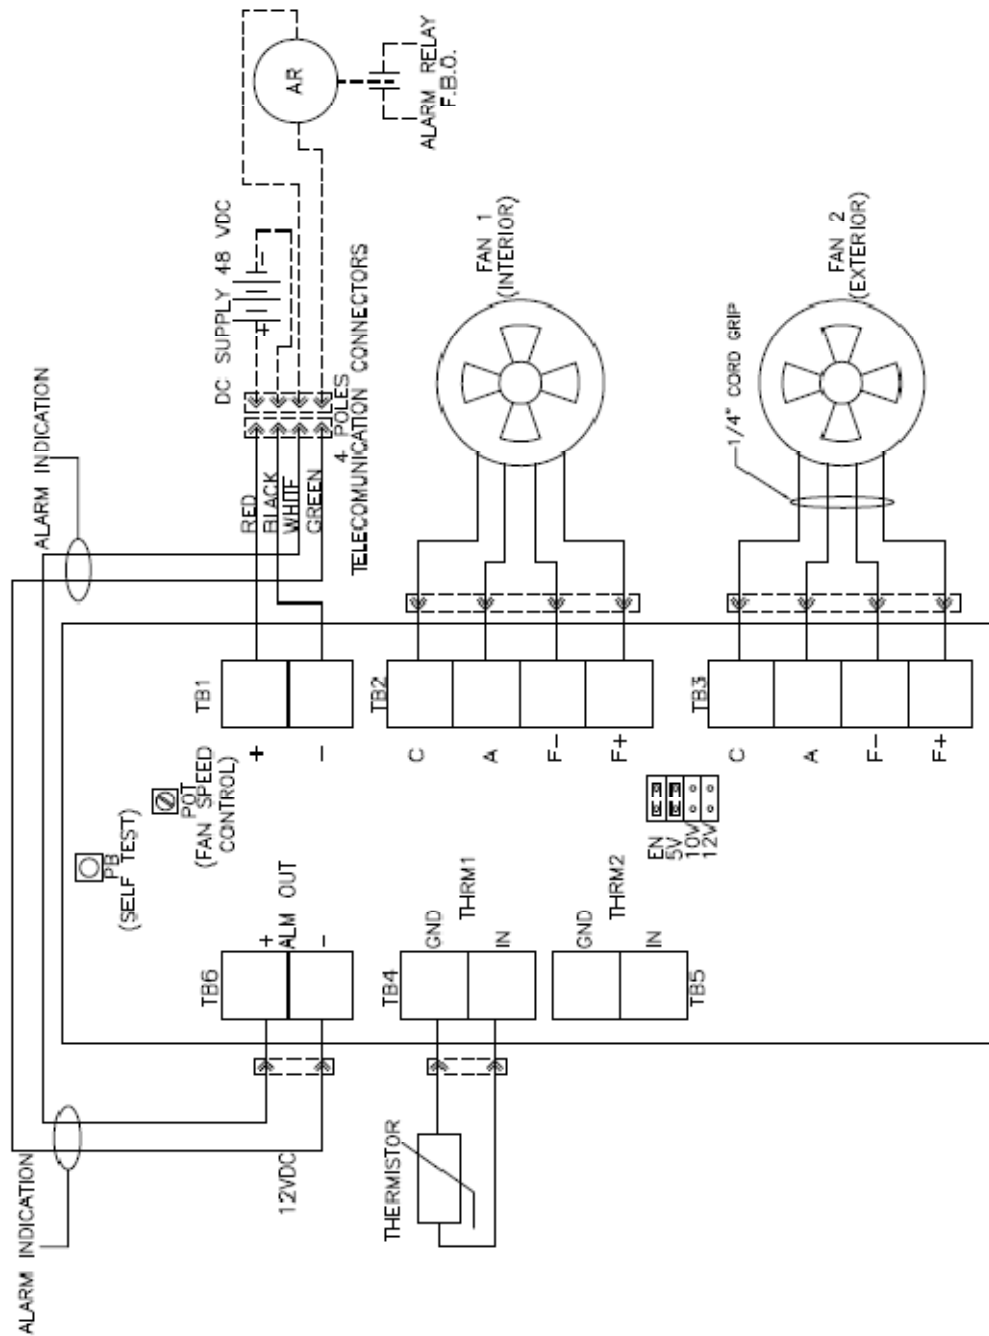 ALARM INDICATION
ALARM INDICATION
DC SUPPLY 48 VDC
+
−
AR
ALARM RELAY
F.B.O.
RED
BLACK
WHITE
GREEN
4 POLES
TELECOMUNICATION CONNECTORS
PB
(SELF TEST)
POT
(FAN SPEED
CONTROL)
TB1
+
−
TB6
+
ALM OUT
−
12VDC
TB2
C
A
F−
F+
FAN 1
(INTERIOR)
TB4
GND
THRM1
IN
THERMISTOR
GND
THRM2
IN
TB5
EN
5V
10V
12V
TB3
C
A
F−
F+
1/4" CORD GRIP
FAN 2
(EXTERIOR)